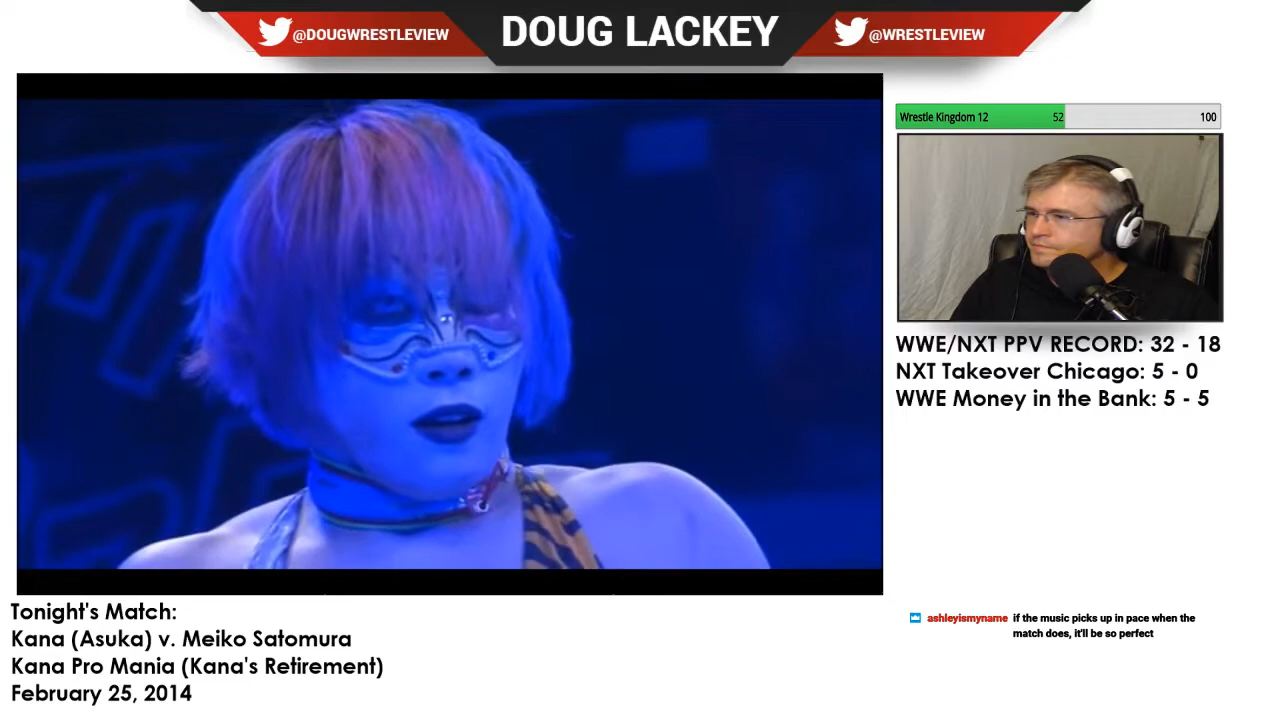 @DOUGWRESTLEVIEW
DOUG LACKEY
@WRESTLEVIEW
Wrestle Kingdom 12 52 100
WWE/NXT PPV RECORD: 32 - 18
NXT Takeover Chicago: 5 - 0
WWE Money in the Bank: 5 - 5
Tonight's Match:
Kana (Asuka) v. Meiko Satomura
Kana Pro Mania (Kana's Retirement)
February 25, 2014
ashleyismyname if the music picks up in pace when the
match does, it'll be so perfect